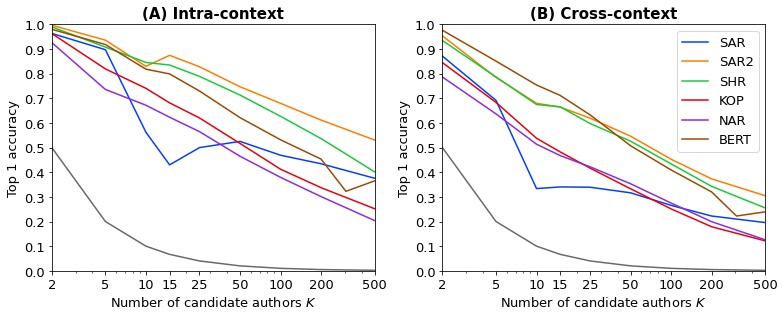 (A) Intra-context
Top 1 accuracy
1.0
0.9
0.8
0.7
0.6
0.5
0.4
0.3
0.2
0.1
0.0
2 5 10 15 25 50 100 200 500
Number of candidate authors K
(B) Cross-context
Top 1 accuracy
1.0
0.9
0.8
0.7
0.6
0.5
0.4
0.3
0.2
0.1
0.0
SAR
SAR2
SHR
KOP
NAR
BERT
2 5 10 15 25 50 100 200 500
Number of candidate authors K